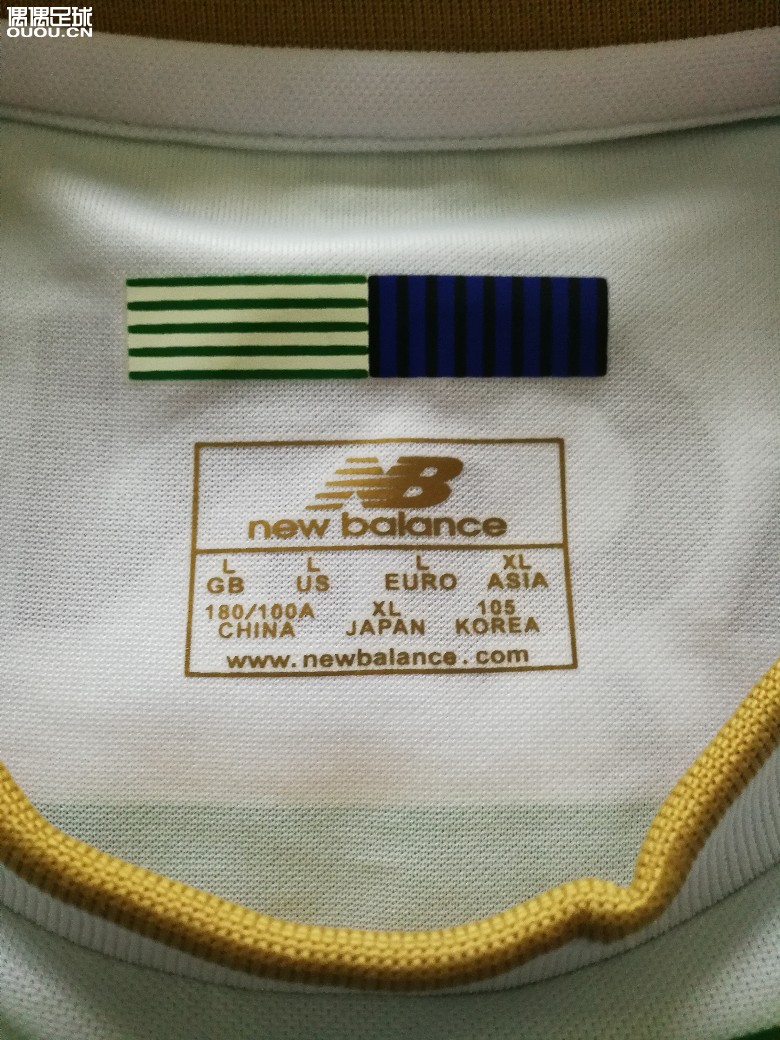 偶偶足球
OUOU.CN
NB
new balance
L L L XL
GB US EURO ASIA
180/100A XL 105
CHINA JAPAN KOREA
www.newbalance.com